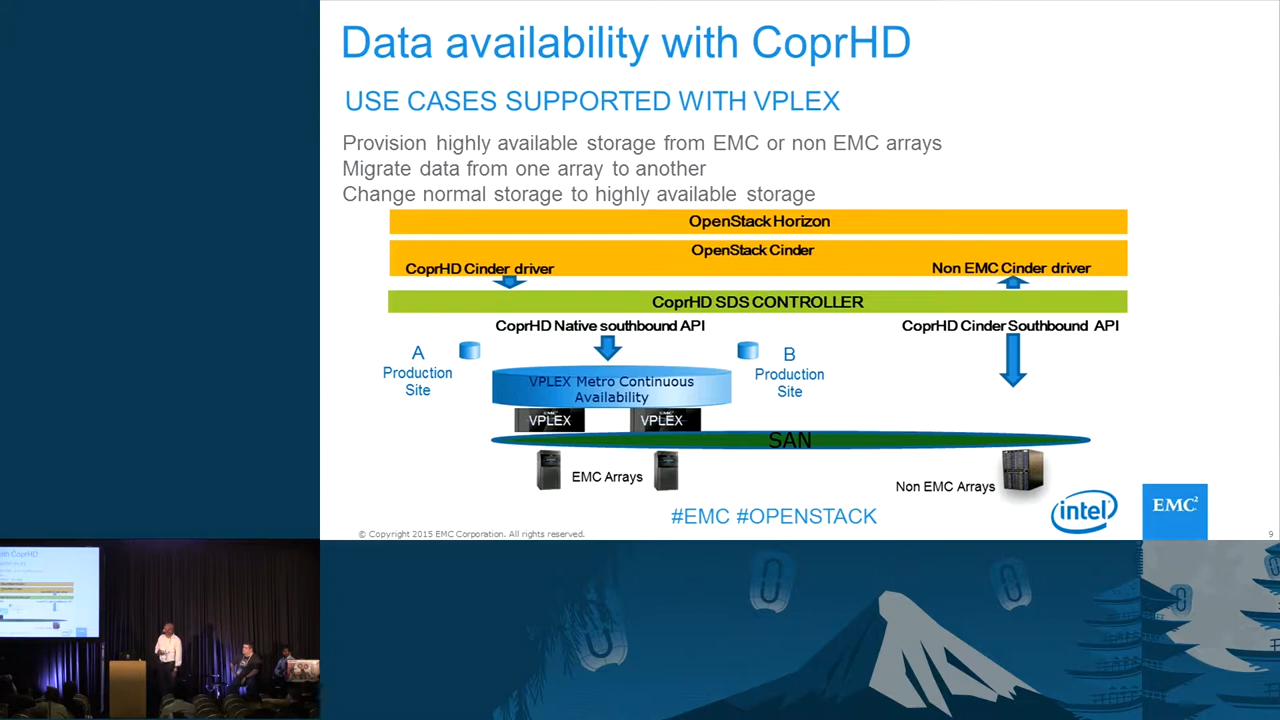 Data availability with CoprHD
USE CASES SUPPORTED WITH VPLEX
Provision highly available storage from EMC or non EMC arrays
Migrate data from one array to another
Change normal storage to highly available storage
OpenStack Horizon
OpenStack Cinder
CoprHD Cinder driver
Non EMC Cinder driver
CoprHD SDS CONTROLLER
CoprHD Native southbound API
CoprHD Cinder Southbound API
A
Production
Site
B
Production
Site
VPLEX Metro Continuous
Availability
EMC²
VPLEX
EMC²
VPLEX
SAN
EMC Arrays
Non EMC Arrays
#EMC #OPENSTACK
intel
EMC²
© Copyright 2015 EMC Corporation. All rights reserved.
9